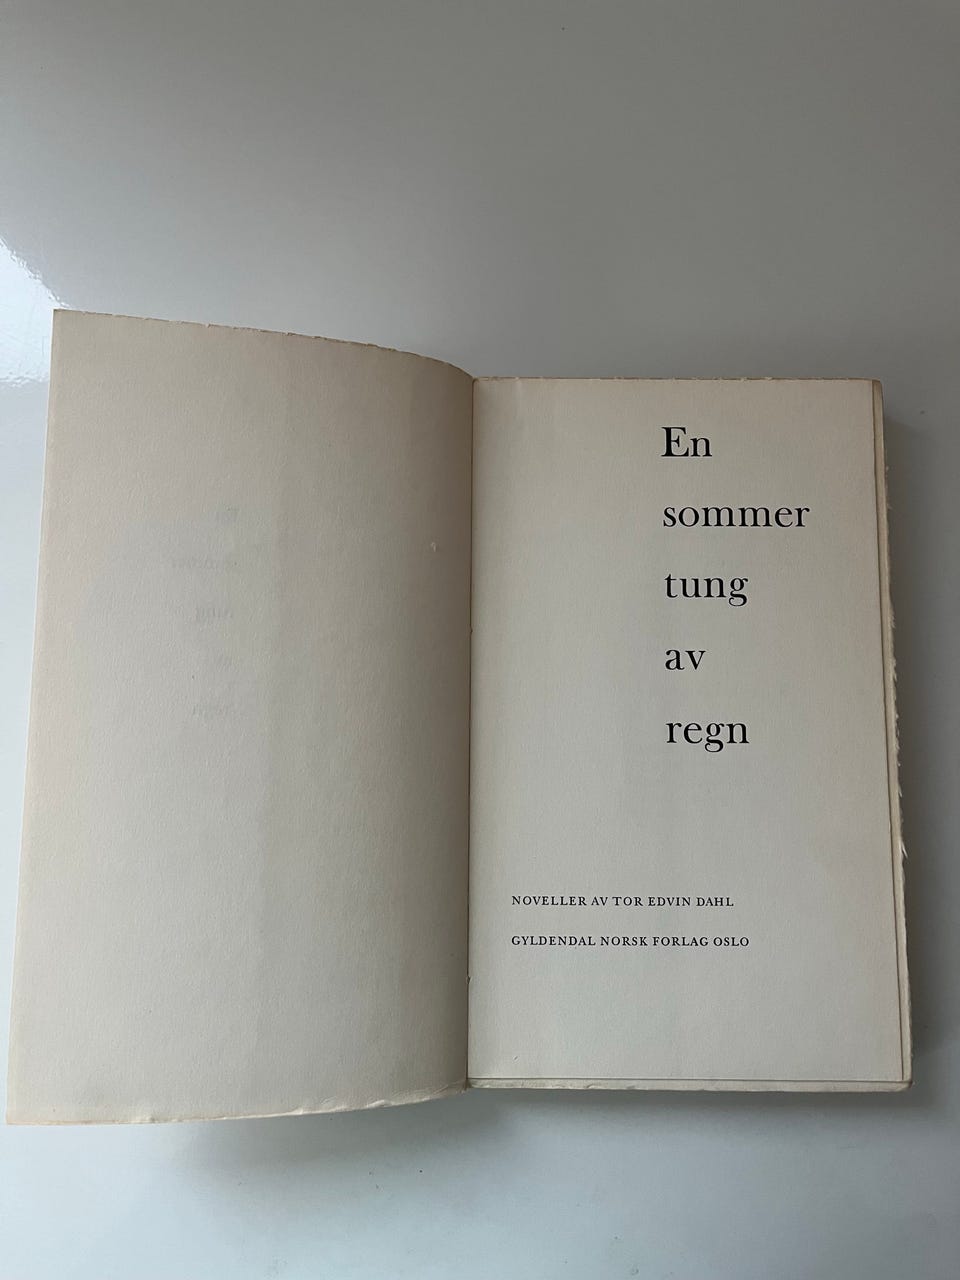 En
sommer
tung
av
regn
NOVELLER AV TOR EDVIN DAHL
GYLDENDAL NORSK FORLAG OSLO